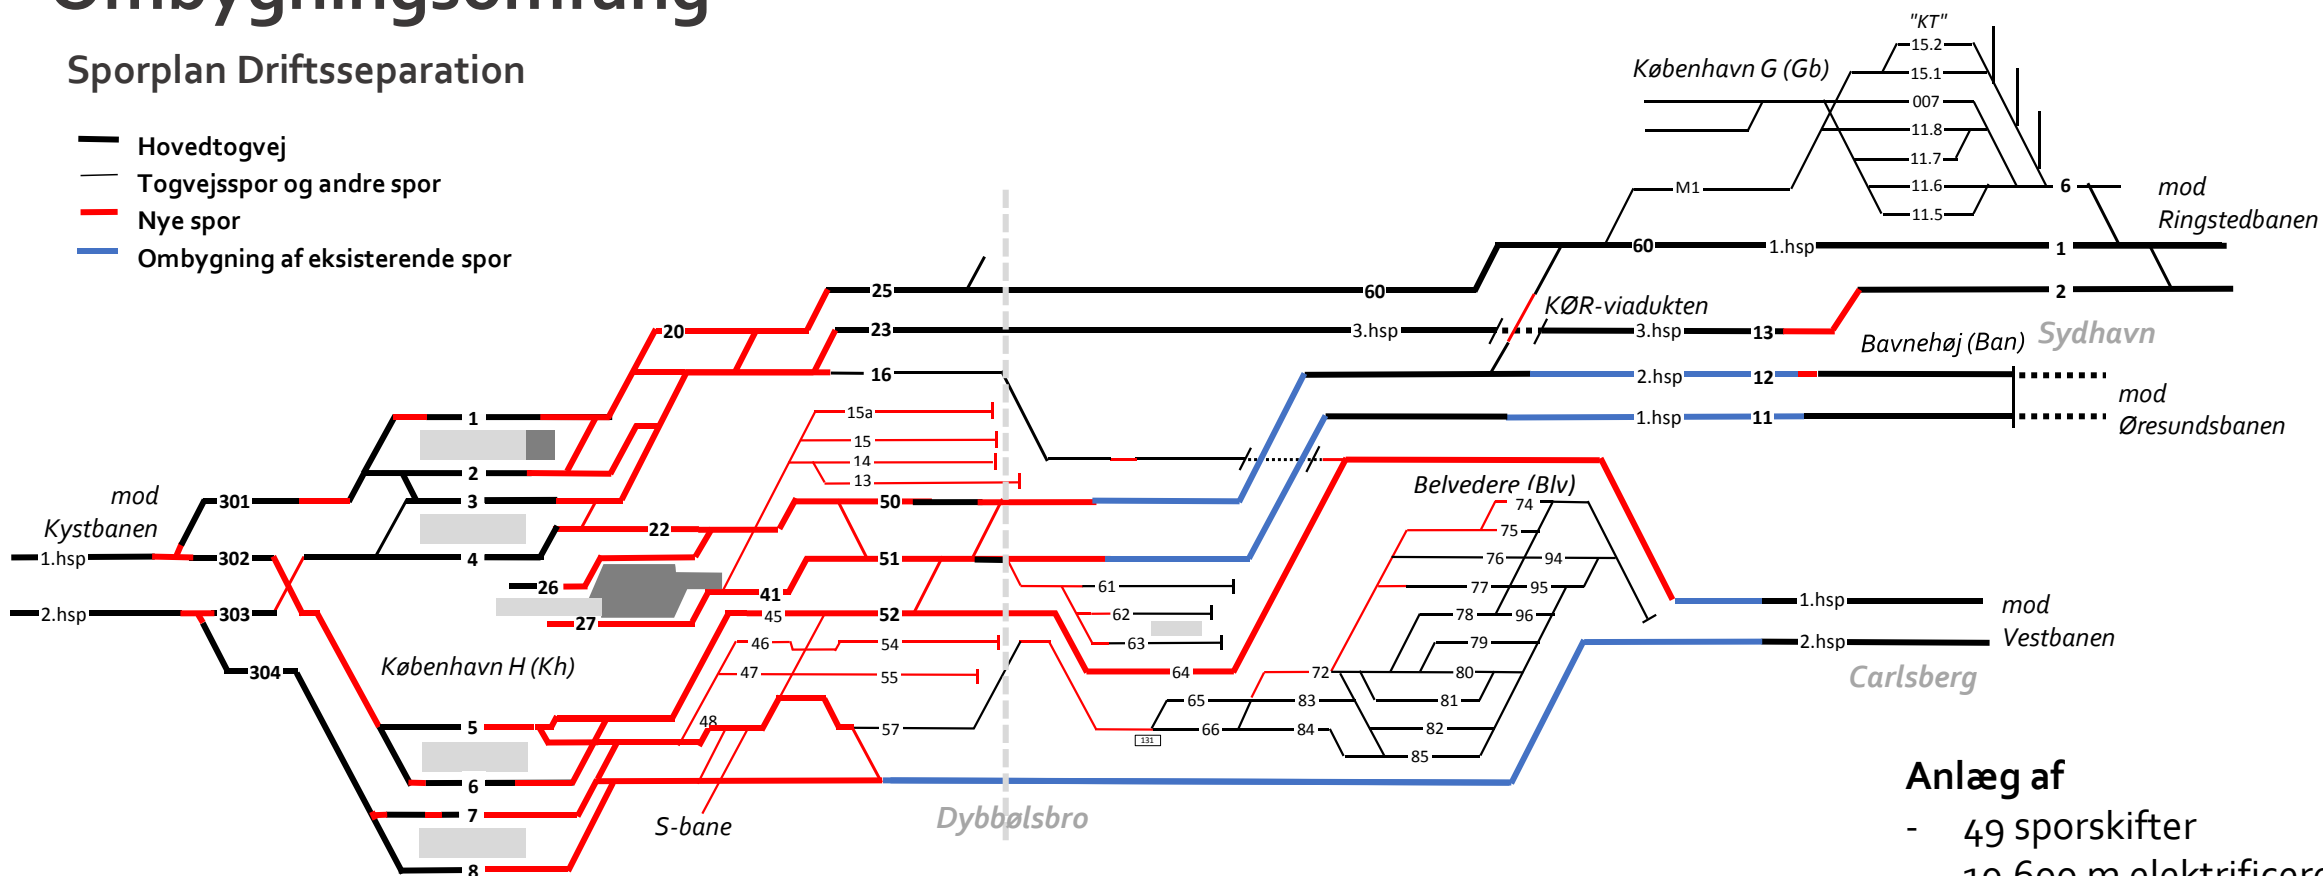 Ombygningsomfang
Sporplan Driftsseparation
Hovedtogvej
Togvejsspor og andre spor
Nye spor
Ombygning af eksisterende spor
"KT"
15.2
København G (Gb)
15.1
007
11.8
11.7
M1
11.6
6
mod
11.5
Ringstedbanen
60
1.hsp
1
25
60
2
KØR-viadukten
20
23
3.hsp
3.hsp
13
Sydhavn
Bavnehøj (Ban)
16
2.hsp
12
mod
15a
1
1.hsp
11
Øresundsbanen
15
14
2
13
Belvedere (Blv)
mod
Kystbanen
301
3
50
74
22
75
1.hsp
302
4
51
76
94
26
41
61
77
95
1.hsp
mod
2.hsp
303
27
45
52
62
78
96
Vestbanen
46
54
63
79
2.hsp
København H (Kh)
304
47
55
64
72
80
Carlsberg
65
83
81
5
48
57
66
84
82
131
85
6
Anlæg af
7
S-bane
Dybbølsbro
- 49 sporskifter
8